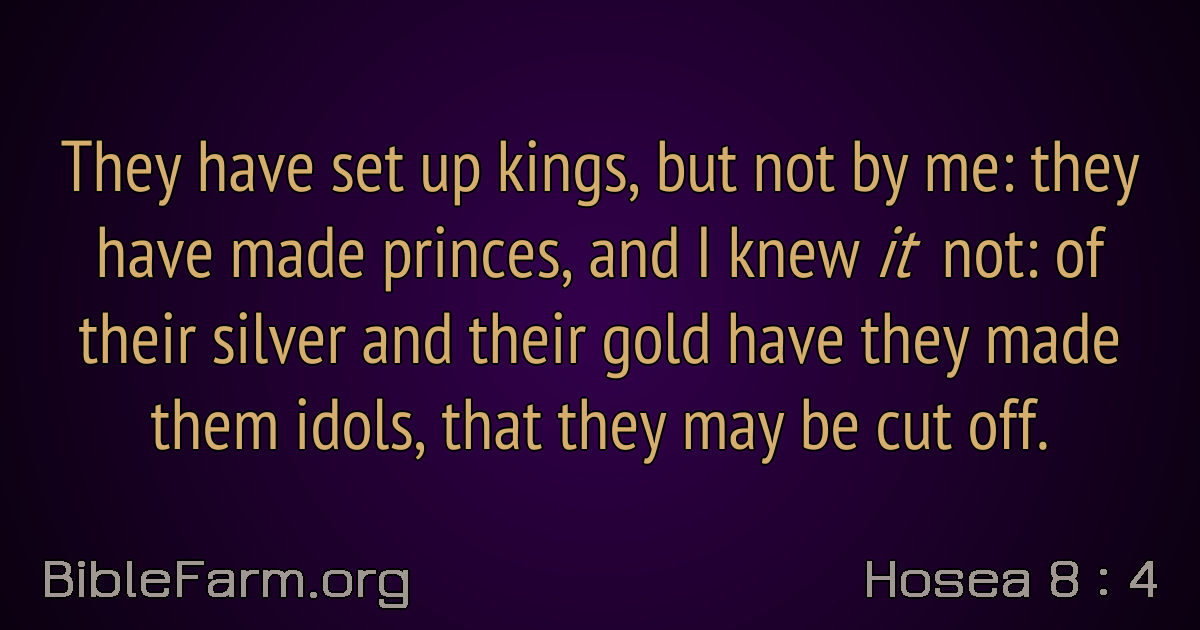 They have set up kings, but not by me: they
have made princes, and I knew it not: of
their silver and their gold have they made
them idols, that they may be cut off.
BibleFarm.org
Hosea 8 : 4